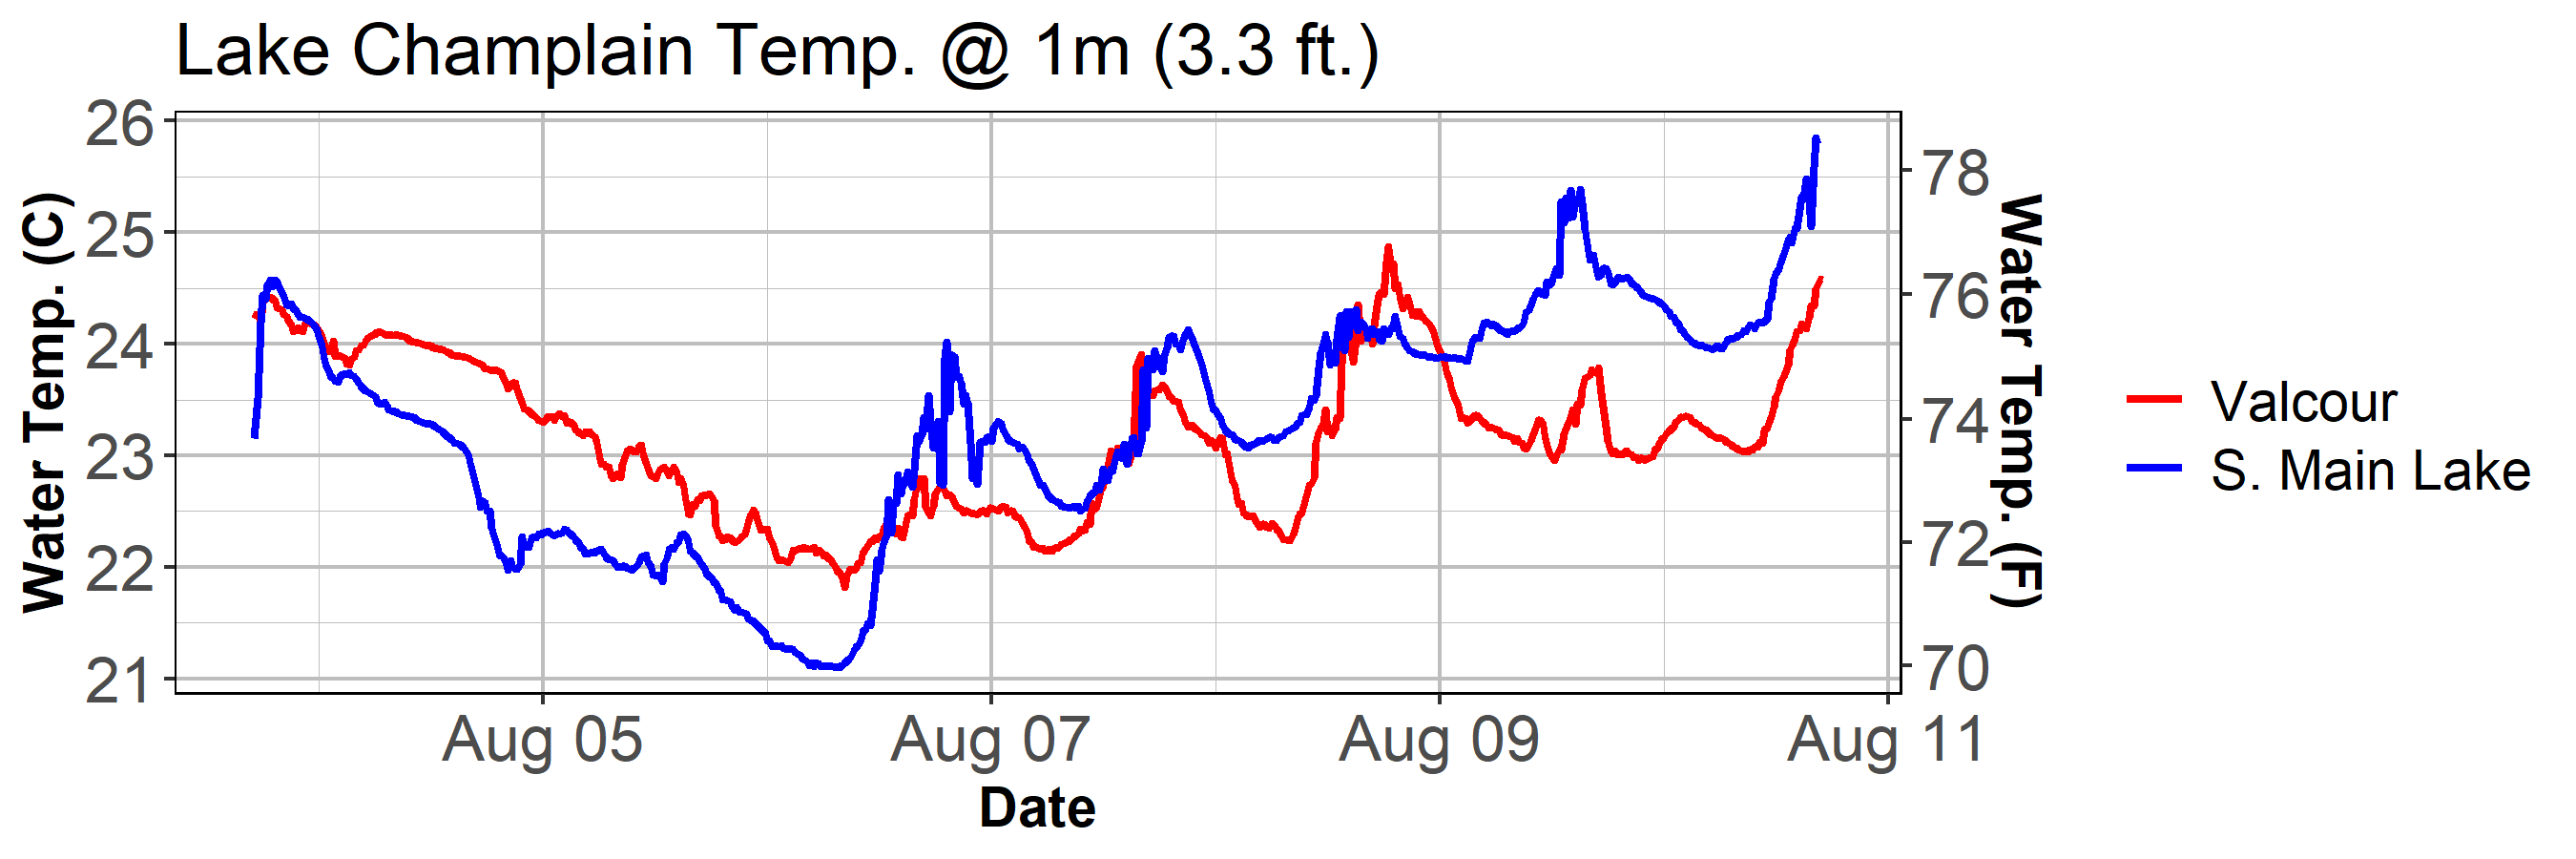 Lake Champlain Temp. @ 1m (3.3 ft.)
Water Temp. (C)
26
25
24
23
22
21
Water Temp. (F)
78
76
74
72
70
Aug 05
Aug 07
Aug 09
Aug 11
Date
Valcour
S. Main Lake